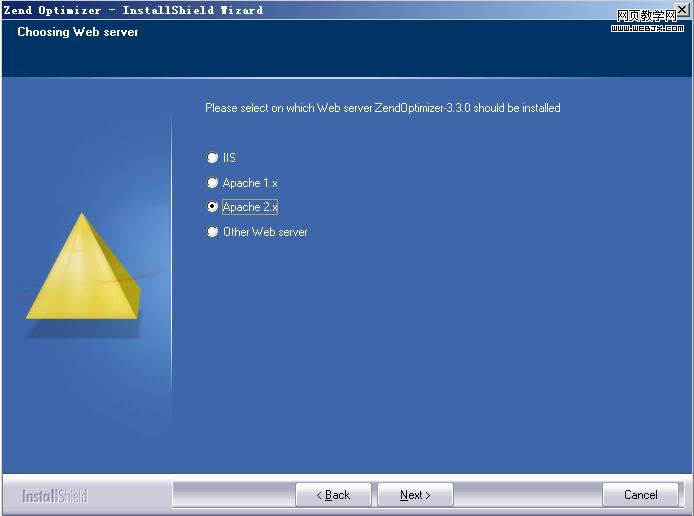 Zend Optimizer - InstallShield Wizard
网页教学网
www.WEBJX.com
Choosing Web server
Please select on which Web server ZendOptimizer-3.3.0 should be installed
IIS
Apache 1.x
Apache 2.x
Other Web server
InstallShield
< Back
Next >
Cancel